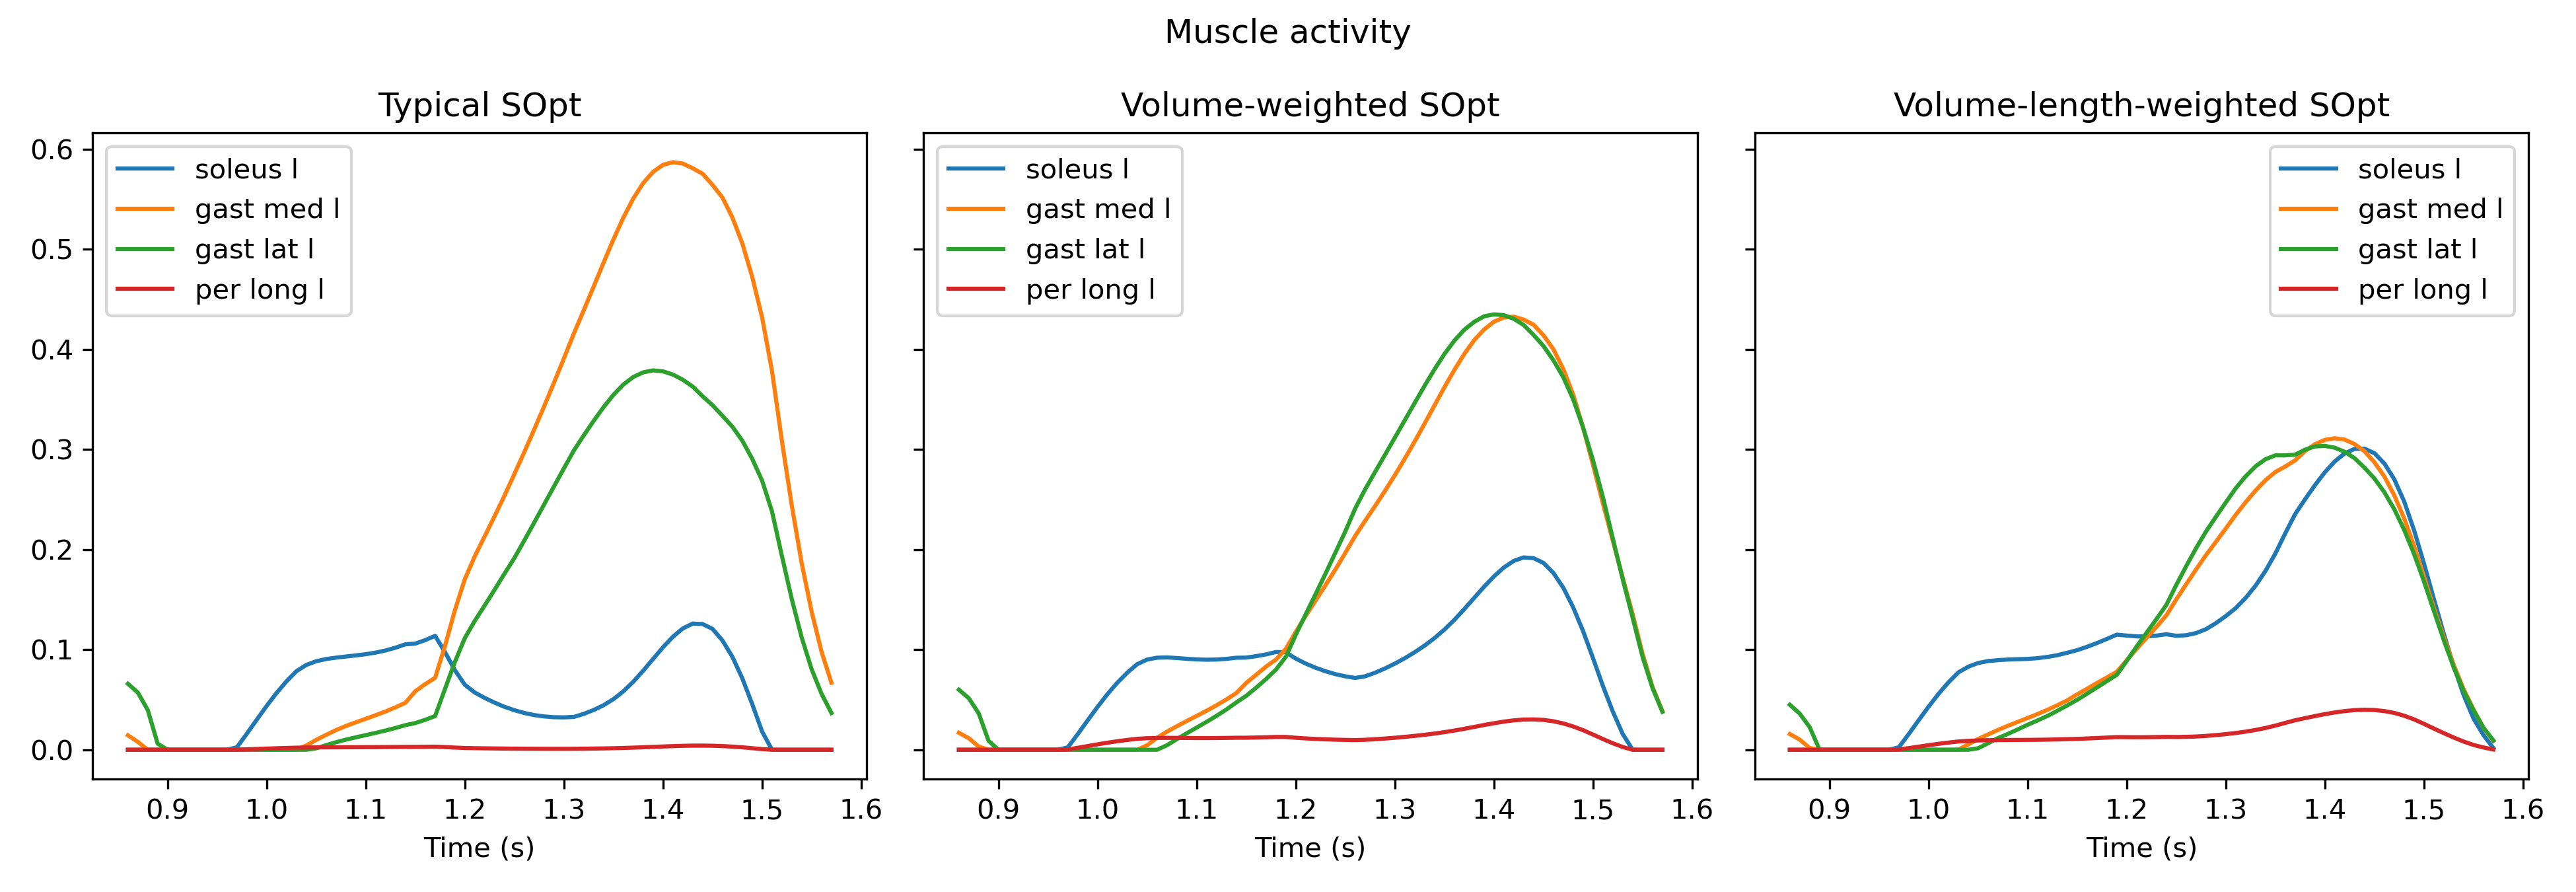 Muscle activity
Typical SOpt
Volume-weighted SOpt
Volume-length-weighted SOpt
0.6
0.5
0.4
0.3
0.2
0.1
0.0
soleus l
gast med l
gast lat l
per long l
soleus l
gast med l
gast lat l
per long l
soleus l
gast med l
gast lat l
per long l
0.9 1.0 1.1 1.2 1.3 1.4 1.5 1.6
0.9 1.0 1.1 1.2 1.3 1.4 1.5 1.6
0.9 1.0 1.1 1.2 1.3 1.4 1.5 1.6
Time (s)
Time (s)
Time (s)